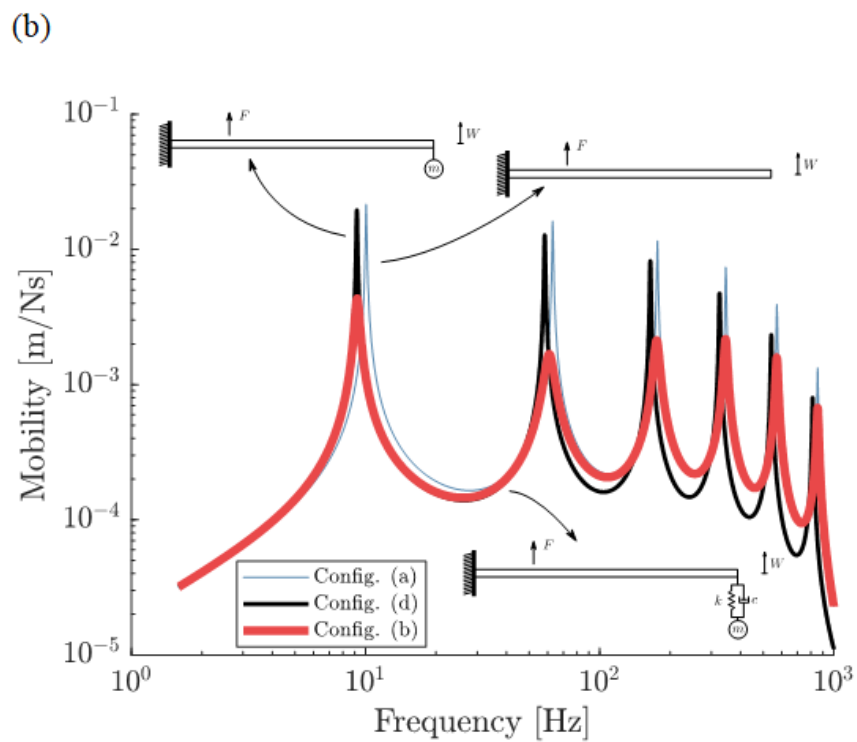 (b)
10^{-1}
F
W
m
F
W
10^{-2}
10^{-3}
Mobility [m/Ns]
10^{-4}
F
W
k
c
m
Config. (a)
Config. (d)
Config. (b)
10^{-5}
10^{0}
10^{1}
10^{2}
10^{3}
Frequency [Hz]